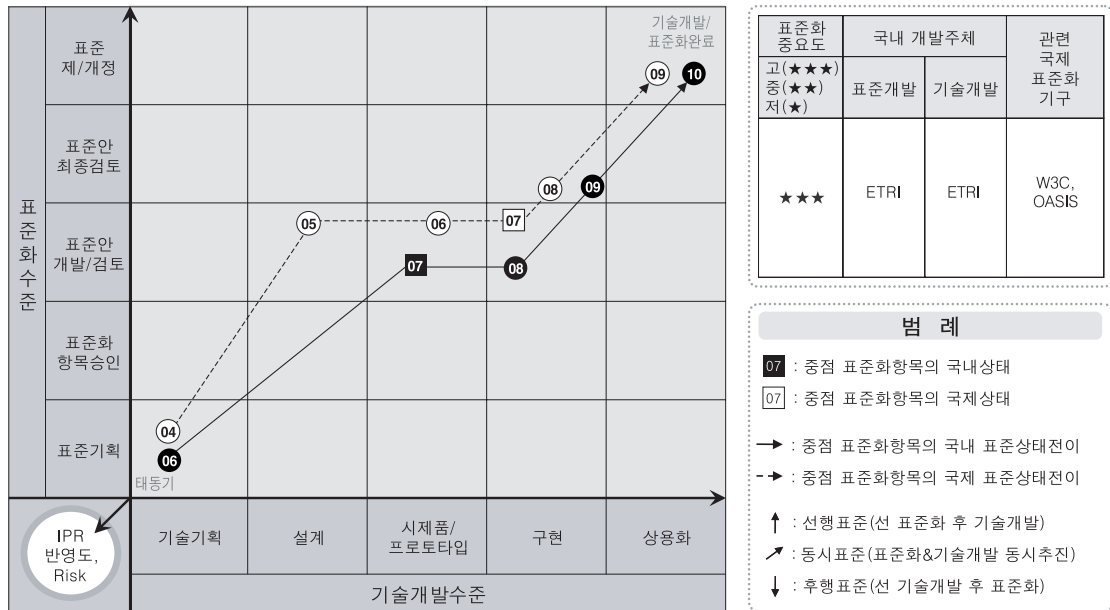 기술개발/
표준화완료
표준
제/개정
표준안
최종검토
표준안
개발/검토
표준화
항목승인
표준기획
표준화수준
09
10
08
09
05
06
07
07
08
04
06
태동기
IPR
반영도,
Risk
기술기획
설계
시제품/
프로토타입
구현
상용화
기술개발수준
표준화
중요도
국내 개발주체
관련
국제
표준화
기구
고(★★★)
중(★★)
저(★)
표준개발
기술개발
★★★
ETRI
ETRI
W3C,
OASIS
범 례
07 : 중점 표준화항목의 국내상태
07 : 중점 표준화항목의 국제상태
: 중점 표준화항목의 국내 표준상태전이
: 중점 표준화항목의 국제 표준상태전이
: 선행표준(선 표준화 후 기술개발)
: 동시표준(표준화&기술개발 동시추진)
: 후행표준(선 기술개발 후 표준화)